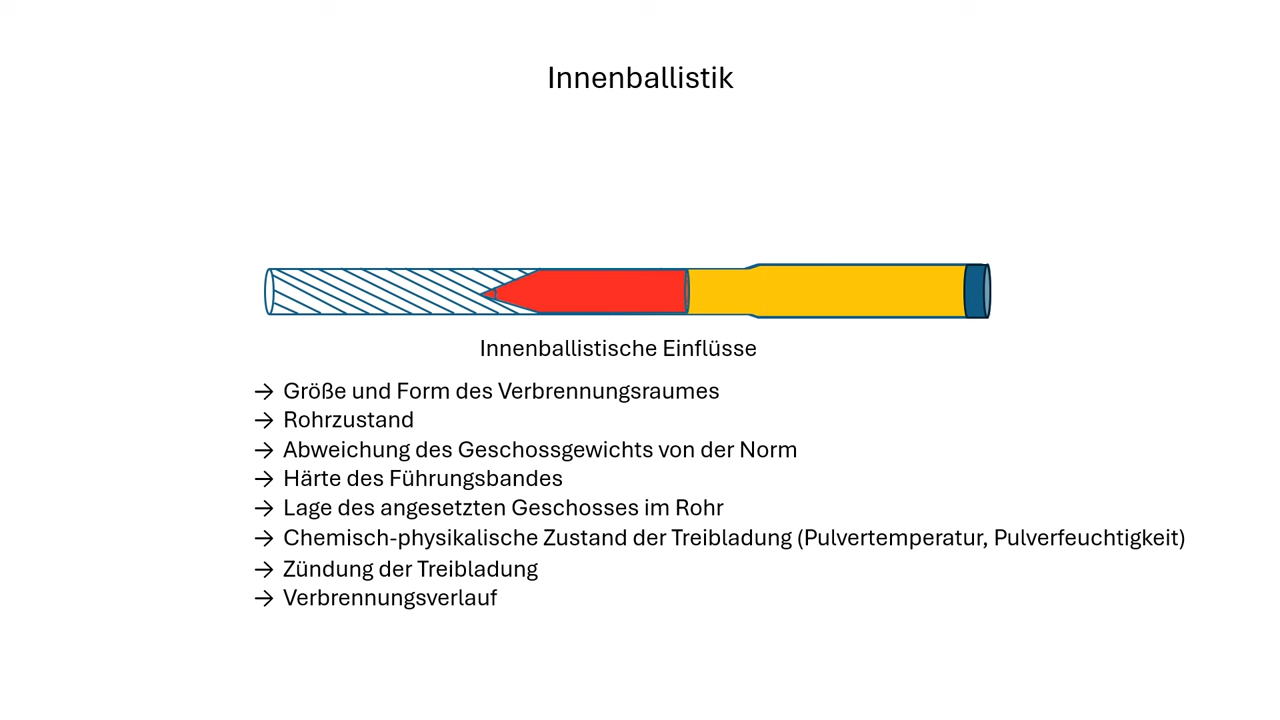 Innenballistik
Innenballistische Einflüsse
→ Größe und Form des Verbrennungsraumes
→ Rohrzustand
→ Abweichung des Geschossgewichts von der Norm
→ Härte des Führungsbandes
→ Lage des angesetzten Geschosses im Rohr
→ Chemisch-physikalische Zustand der Treibladung (Pulvertemperatur, Pulverfeuchtigkeit)
→ Zündung der Treibladung
→ Verbrennungsverlauf